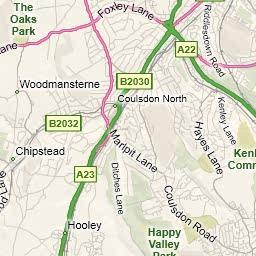 The
Oaks
Park
Foxley Lane
Riddlesdown Road
A22
B2030
Woodmansterne
Coulsdon North
Kenley Lane
B2032
Hayes Lane
Marlpit Lane
Chipstead
Kenl
Comm
A23
Ditches Lane
Coulsdon Road
Hooley
Happy
Valley
Park